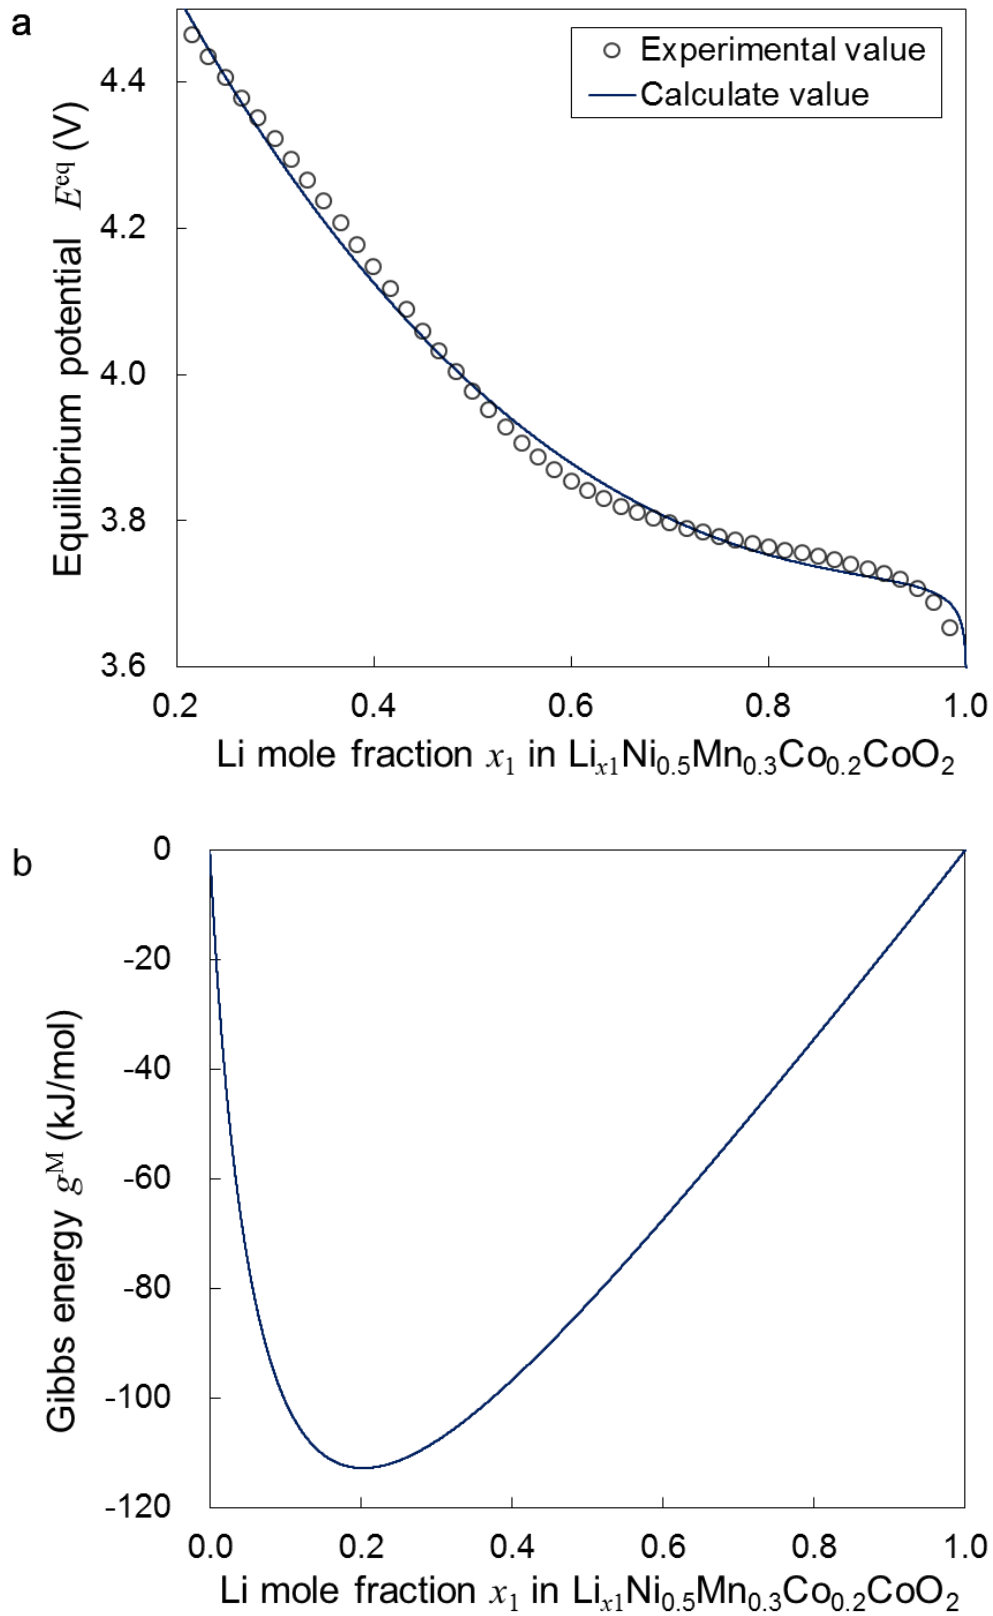 a
Experimental value
Calculate value
Equilibrium potential E^eq (V)
4.4
4.2
4.0
3.8
3.6
0.2 0.4 0.6 0.8 1.0
Li mole fraction x₁ in Liₓ₁Ni₀.₅Mn₀.₃Co₀.₂CoO₂
b
Gibbs energy g^M (kJ/mol)
0
-20
-40
-60
-80
-100
-120
0.0 0.2 0.4 0.6 0.8 1.0
Li mole fraction x₁ in Liₓ₁Ni₀.₅Mn₀.₃Co₀.₂CoO₂